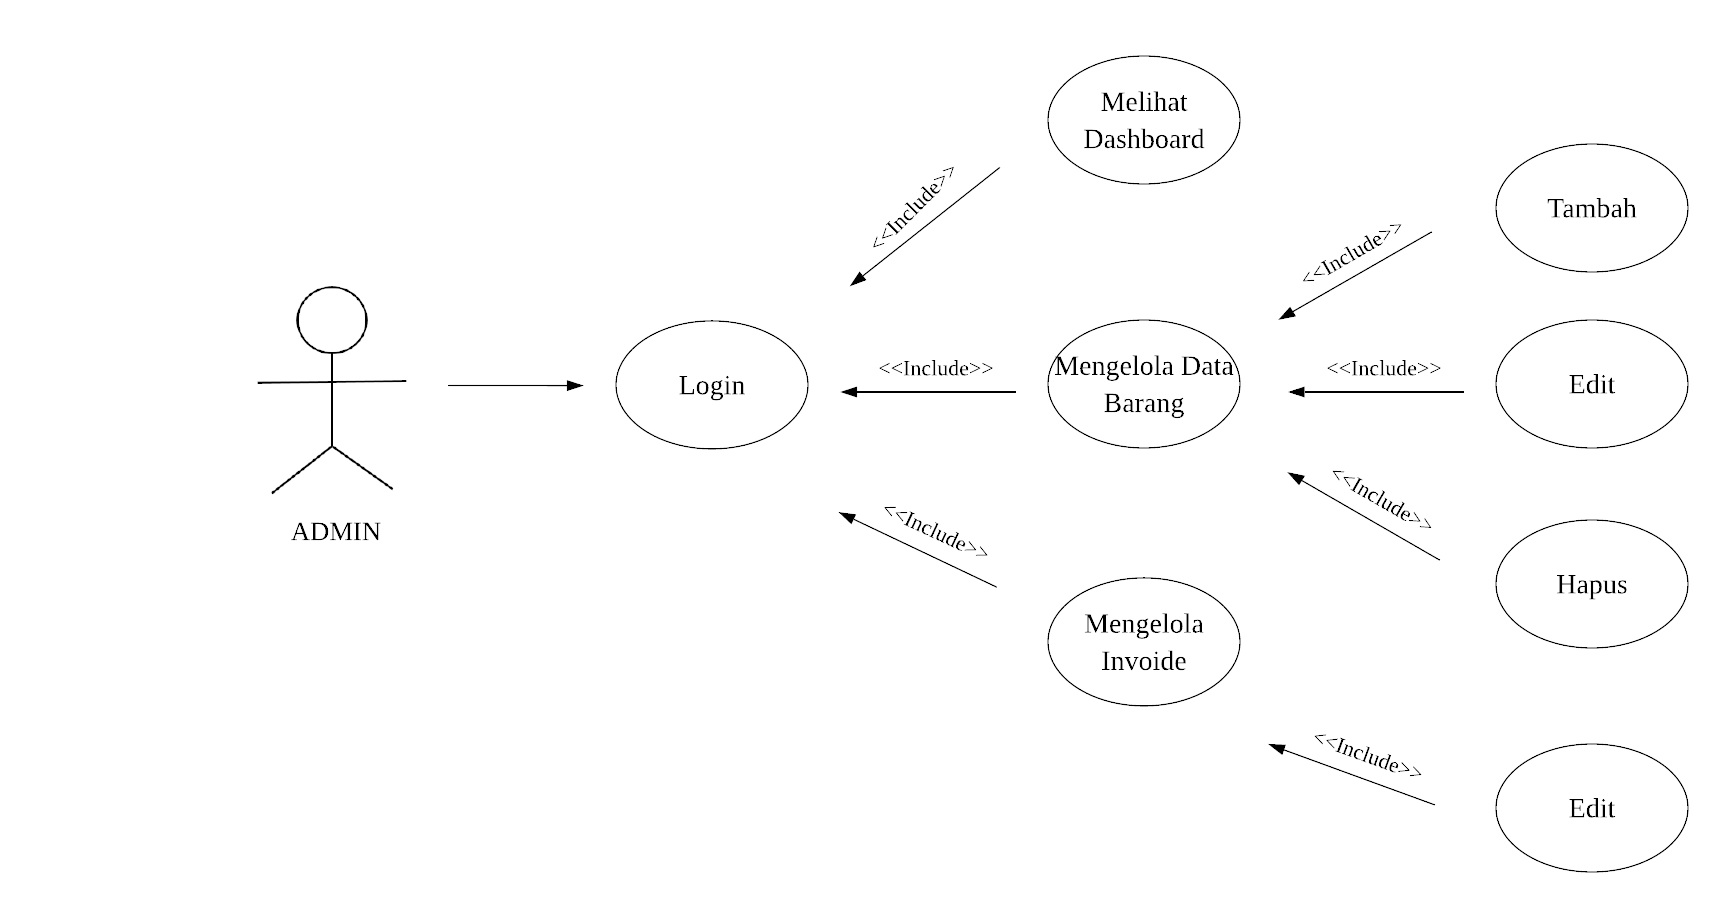 Melihat
Dashboard
<<Include>>
Tambah
<<Include>>
ADMIN
Login
<<Include>>
Mengelola Data
Barang
<<Include>>
Edit
<<Include>>
<<Include>>
Hapus
Mengelola
Invoide
<<Include>>
Edit